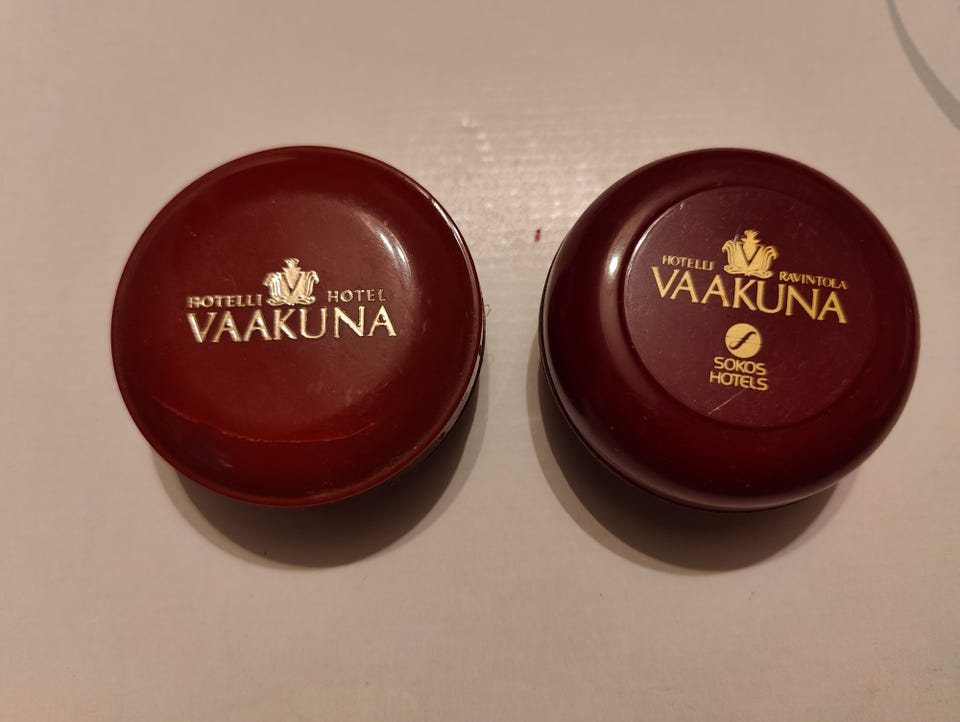 HOTELLI V HOTEL
VAAKUNA
HOTELLI V RAVINTOLA
VAAKUNA
SOKOS
HOTELS